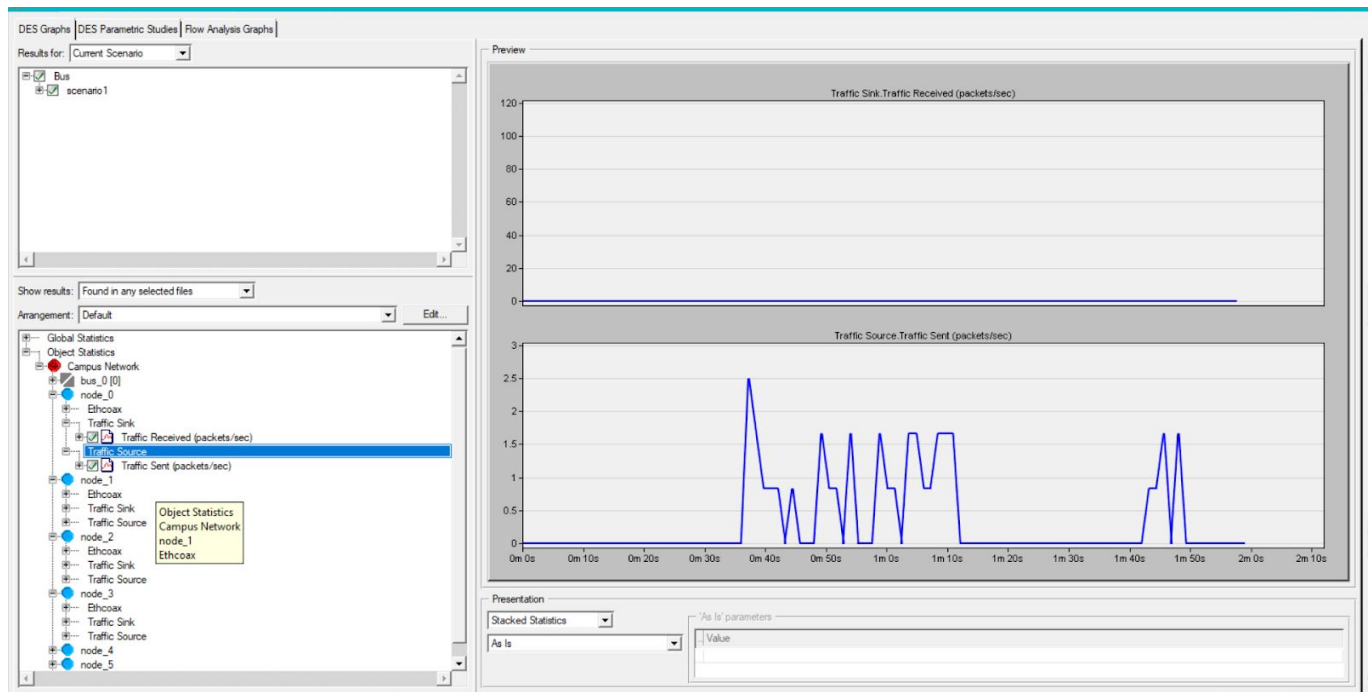 DES Graphs DES Parametric Studies Flow Analysis Graphs
Results for: Current Scenario
Bus
scenario1
Show results: Found in any selected files
Arrangement: Default Edit...
Global Statistics
Object Statistics
Campus Network
bus_0 [0]
node_0
Ethcoax
Traffic Sink
Traffic Received (packets/sec)
Traffic Source
Traffic Sent (packets/sec)
node_1
Ethcoax
Traffic Sink
Traffic Source
node_2
Ethcoax
Traffic Sink
Traffic Source
node_3
Ethcoax
Traffic Sink
Traffic Source
node_4
node_5
Object Statistics
Campus Network
node_1
Ethcoax
Preview
Traffic Sink.Traffic Received (packets/sec)
120
100
80
60
40
20
0
Traffic Source.Traffic Sent (packets/sec)
3
2.5
2
1.5
1
0.5
0
0m 0s 0m 10s 0m 20s 0m 30s 0m 40s 0m 50s 1m 0s 1m 10s 1m 20s 1m 30s 1m 40s 1m 50s 2m 0s 2m 10s
Presentation
Stacked Statistics
As Is
'As Is' parameters
Value